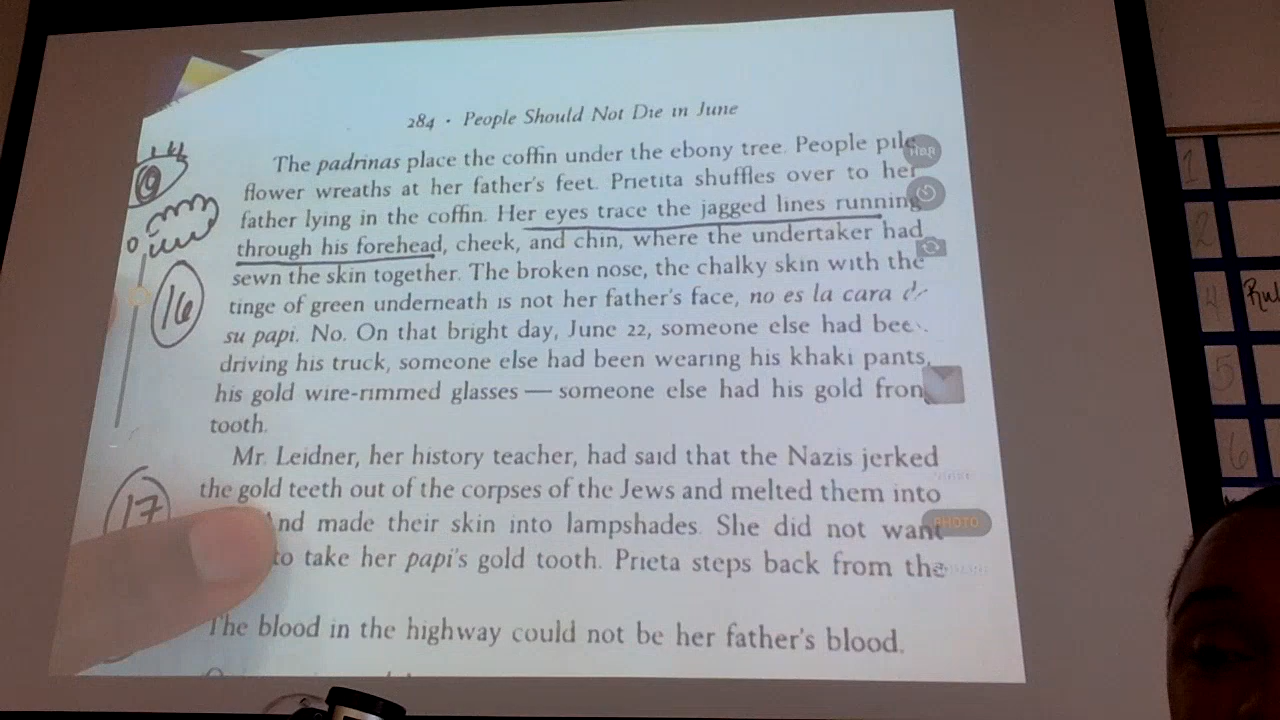 284 · People Should Not Die in June
The padrinas place the coffin under the ebony tree. People pile
flower wreaths at her father's feet. Prietita shuffles over to her
father lying in the coffin. Her eyes trace the jagged lines running
through his forehead, cheek, and chin, where the undertaker had
sewn the skin together. The broken nose, the chalky skin with the
tinge of green underneath is not her father's face, no es la cara de
su papi. No. On that bright day, June 22, someone else had been
driving his truck, someone else had been wearing his khaki pants,
his gold wire-rimmed glasses — someone else had his gold front
tooth.
Mr. Leidner, her history teacher, had said that the Nazis jerked
the gold teeth out of the corpses of the Jews and melted them into
and made their skin into lampshades. She did not want
to take her papi's gold tooth. Prieta steps back from the
The blood in the highway could not be her father's blood.
16
17
HDR
PHOTO
1
2
4 Rul
5
6